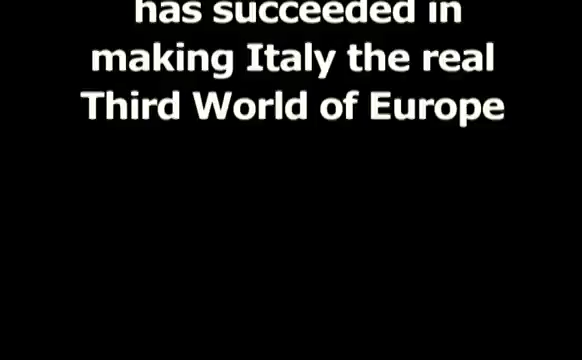 has succeeded in
making Italy the real
Third World of Europe